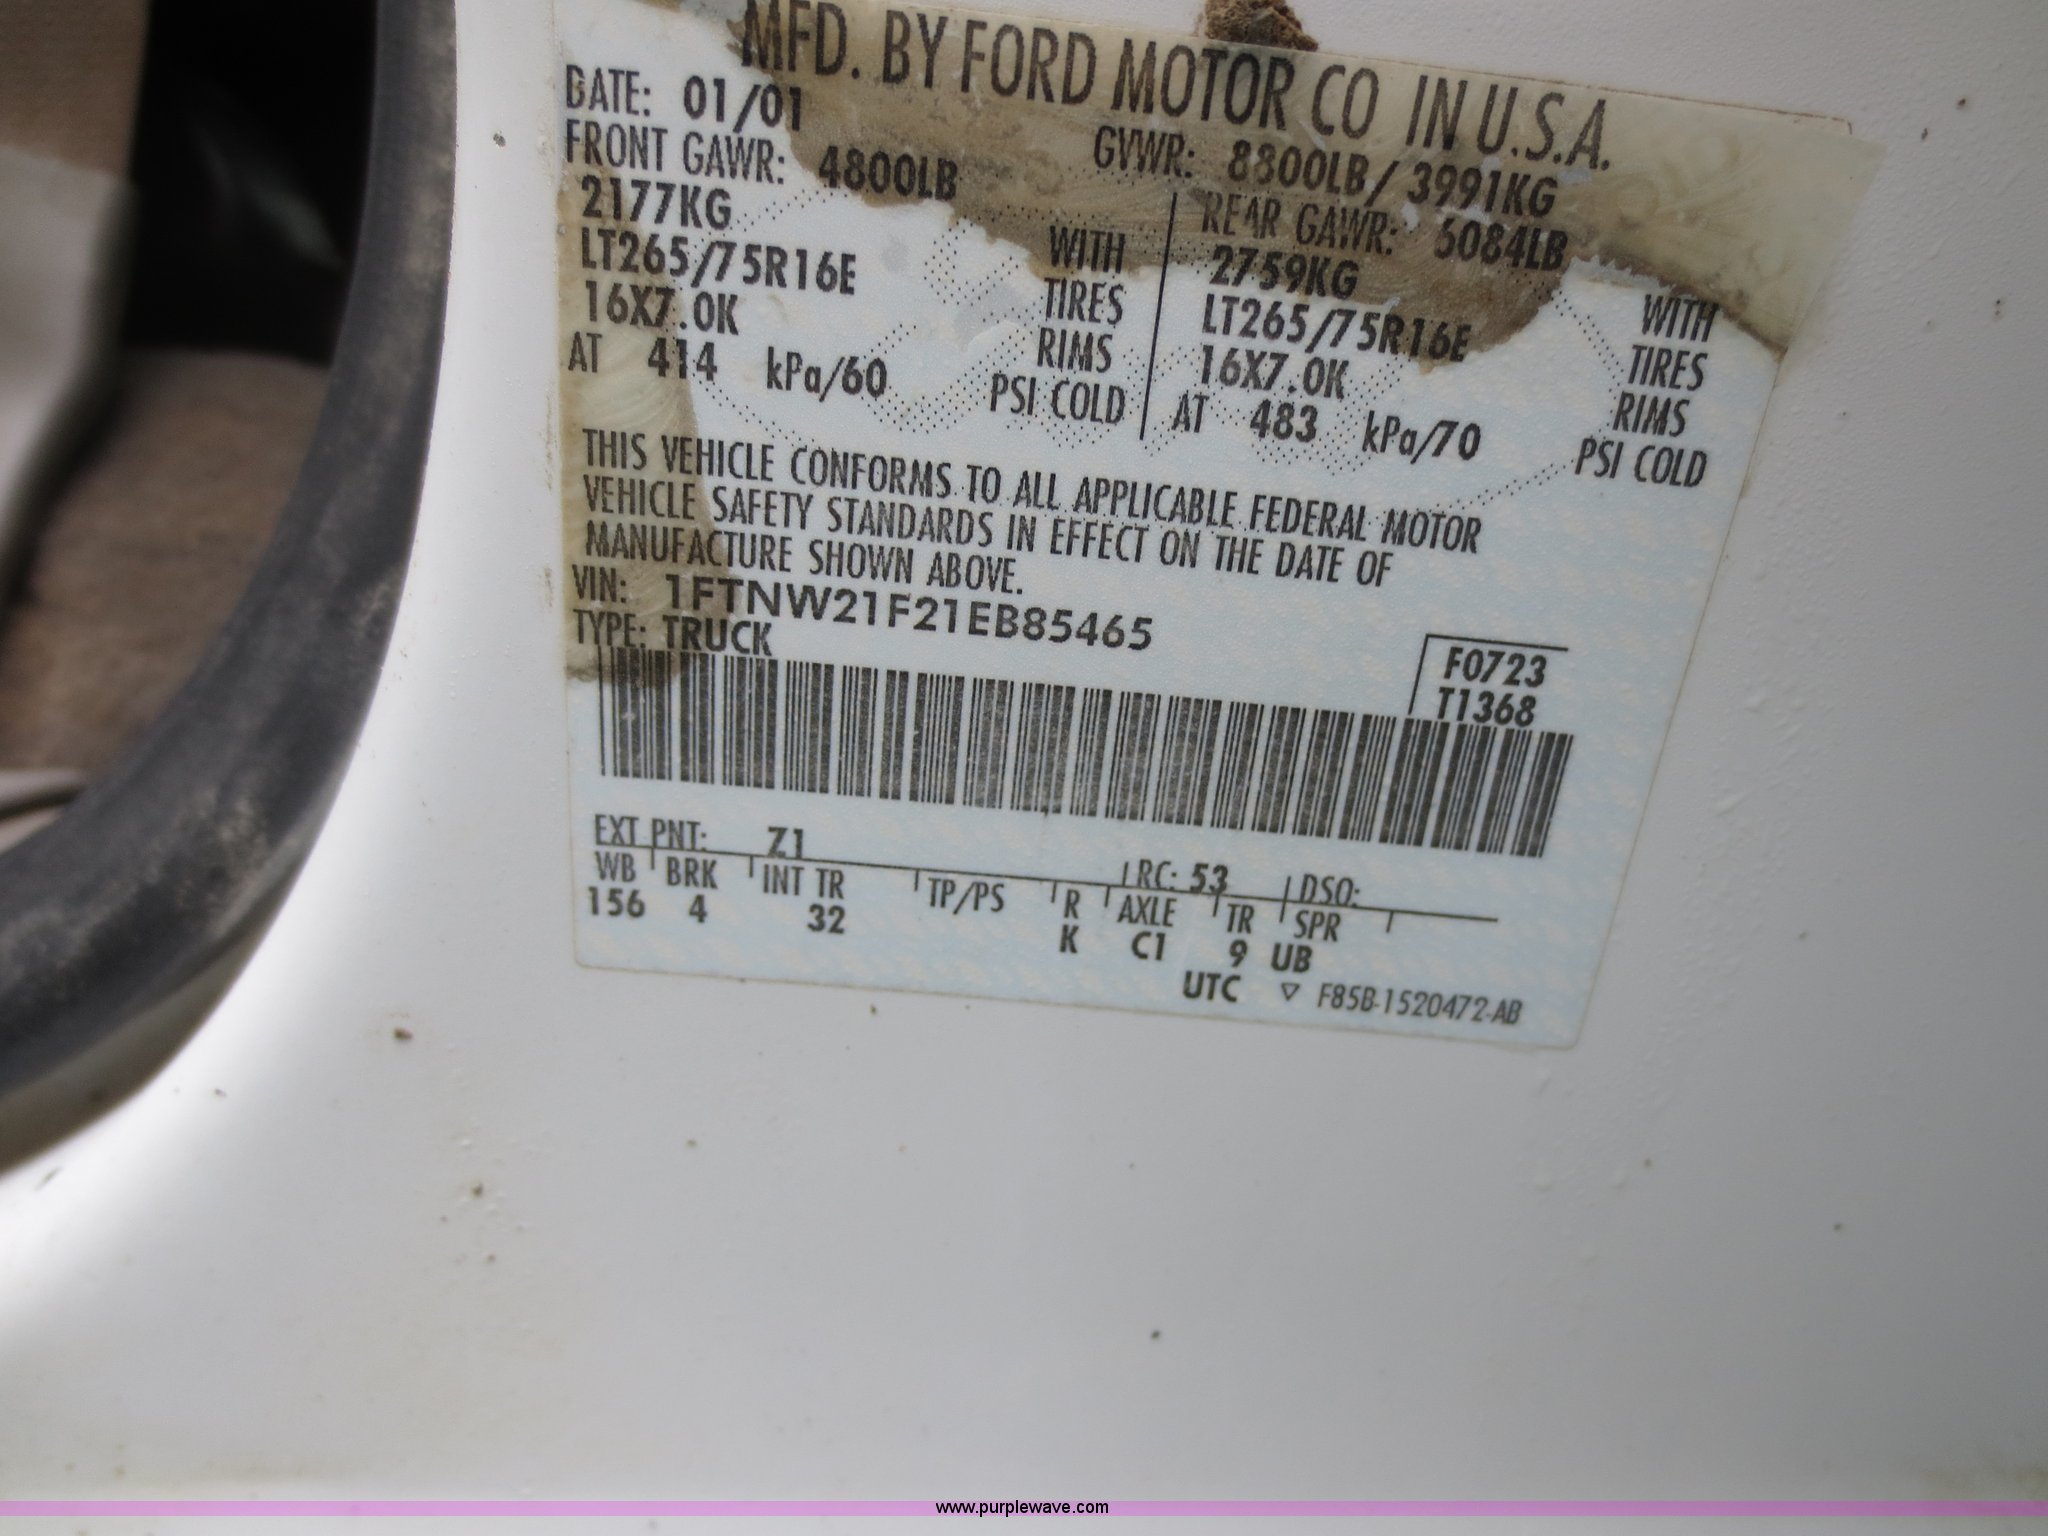 MFD. BY FORD MOTOR CO IN U.S.A.
DATE: 01/01 GVWR: 8800LB/3991KG
FRONT GAWR: 4800LB REAR GAWR: 6084LB
2177KG WITH 2759KG WITH
LT265/75R16E TIRES LT265/75R16E TIRES
16X7.0K RIMS 16X7.0K RIMS
AT 414 kPa/60 PSI COLD AT 483 kPa/70 PSI COLD
THIS VEHICLE CONFORMS TO ALL APPLICABLE FEDERAL MOTOR
VEHICLE SAFETY STANDARDS IN EFFECT ON THE DATE OF
MANUFACTURE SHOWN ABOVE.
VIN: 1FTNW21F21EB85465
TYPE: TRUCK
F0723
T1368
EXT PNT: Z1 RC: 53 DSO:
WB BRK INT TR TP/PS R AXLE TR SPR
156 4 32 K C1 9 UB
UTC ▽ F85B-1520472-AB
www.purplewave.com